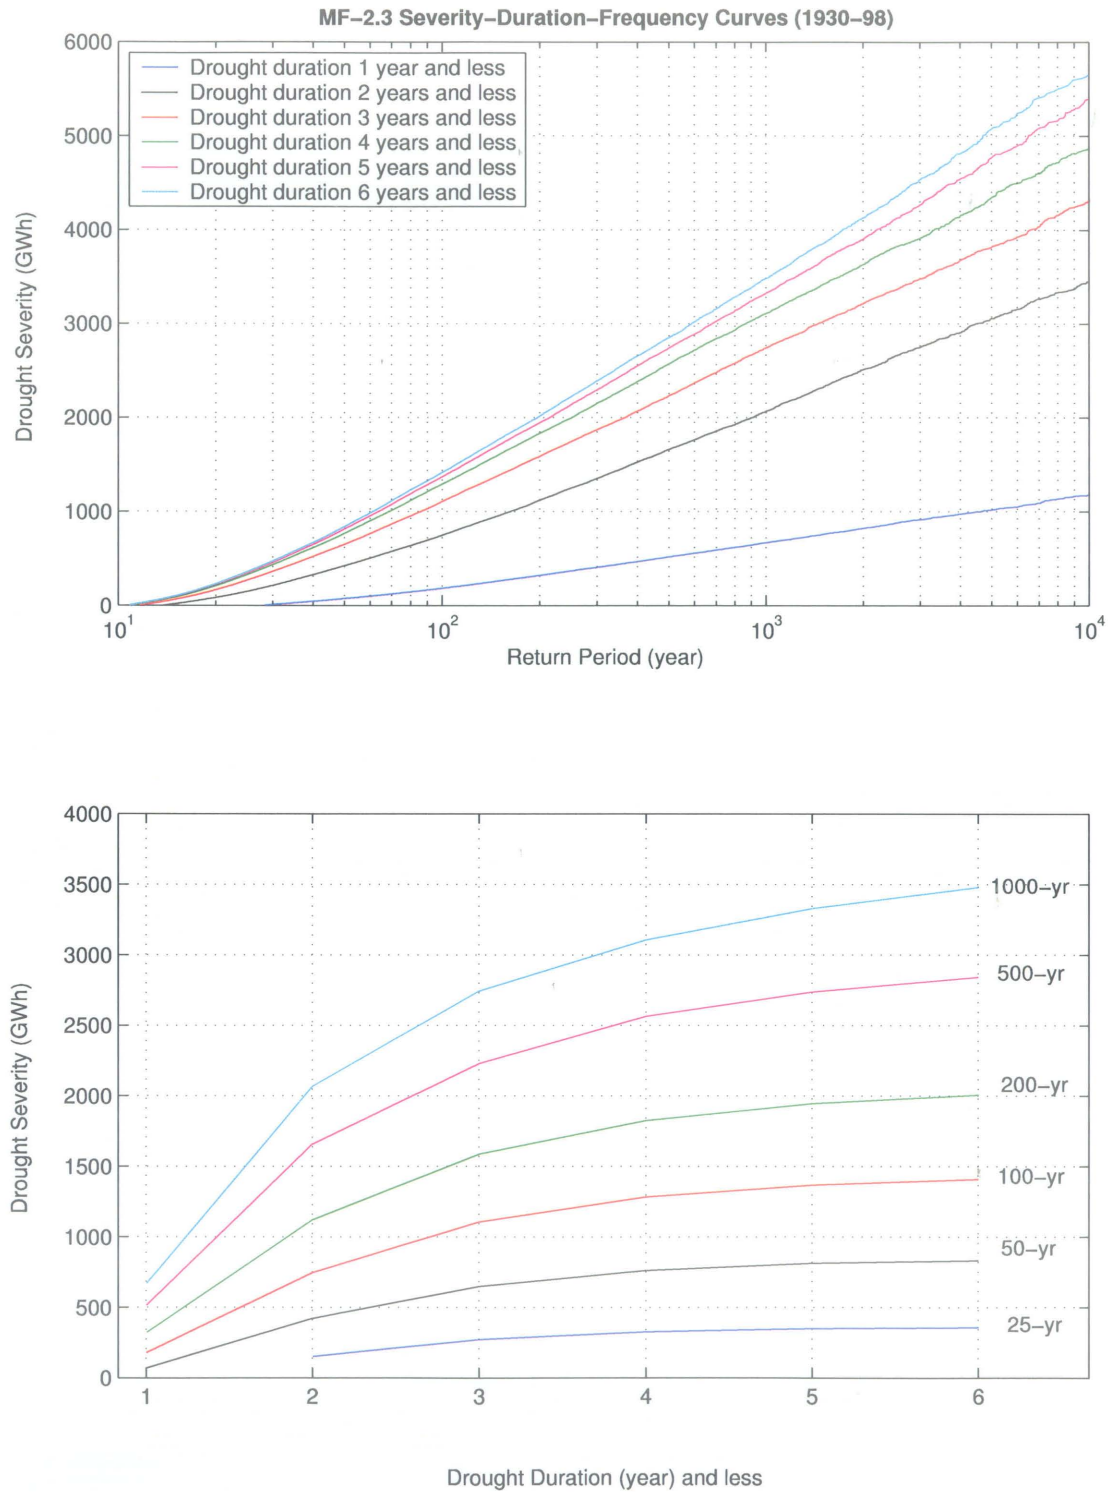 MF−2.3 Severity−Duration−Frequency Curves (1930−98)
6000
5000
4000
3000
2000
1000
0
Drought Severity (GWh)
Drought duration 1 year and less
Drought duration 2 years and less
Drought duration 3 years and less
Drought duration 4 years and less
Drought duration 5 years and less
Drought duration 6 years and less
10^1 10^2 10^3 10^4
Return Period (year)
4000
3500
3000
2500
2000
1500
1000
500
0
Drought Severity (GWh)
1000−yr
500−yr
200−yr
100−yr
50−yr
25−yr
1 2 3 4 5 6
Drought Duration (year) and less